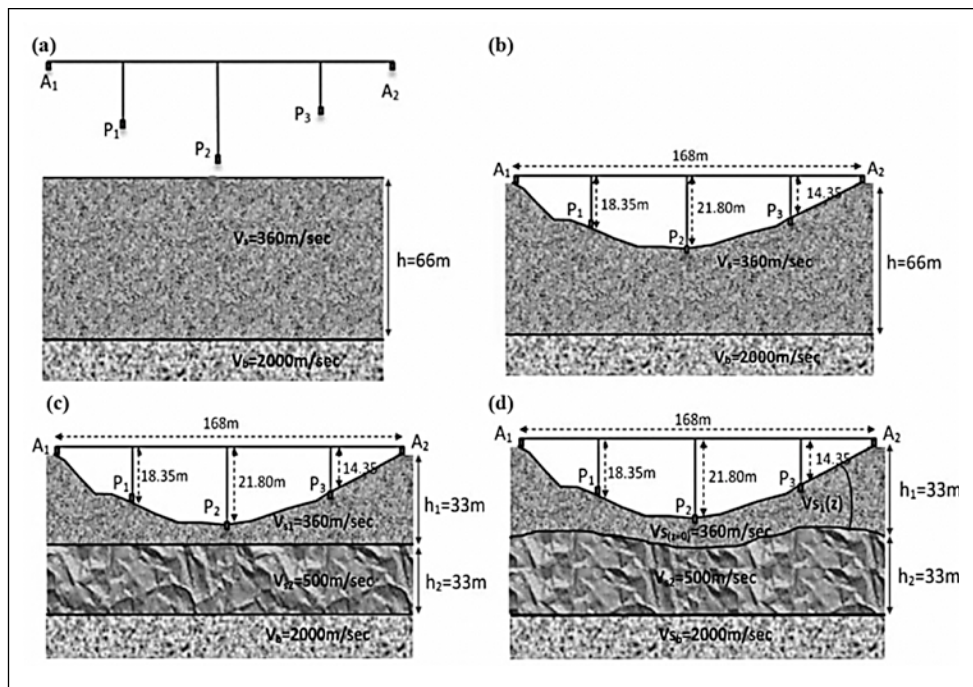 (a)
A1 A2
P1 P2 P3
Vs=360m/sec
h=66m
Vb=2000m/sec
(b)
168m
A1 A2
18.35m 21.80m 14.35
P1 P2 P3
Vs=360m/sec
h=66m
Vb=2000m/sec
(c)
168m
A1 A2
18.35m 21.80m 14.35
P1 P2 P3
Vs1=360m/sec
h1=33m
Vs2=500m/sec
h2=33m
Vb=2000m/sec
(d)
168m
A1 A2
18.35m 21.80m 14.35
P1 P2 P3
Vs1(z)
Vs(z=0)=360m/sec
h1=33m
Vs2=500m/sec
h2=33m
Vsb=2000m/sec